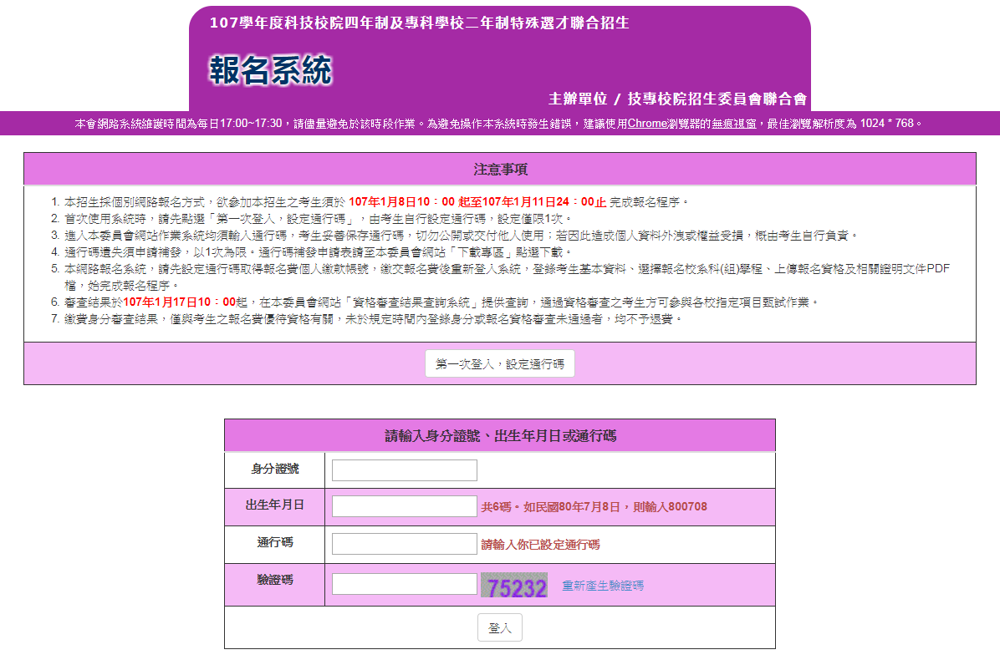 107學年度科技校院四年制及專科學校二年制特殊選才聯合招生
報名系統
主辦單位 / 技專校院招生委員會聯合會
本會網路系統維護時間為每日17:00~17:30，請儘量避免於該時段作業。為避免操作本系統時發生錯誤，建議使用Chrome瀏覽器的無痕視窗，最佳瀏覽解析度為 1024 * 768。
注意事項
1. 本招生採個別網路報名方式，欲參加本招生之考生須於 107年1月8日10：00 起至107年1月11日24：00止 完成報名程序。
2. 首次使用系統時，請先點選「第一次登入，設定通行碼」，由考生自行設定通行碼，設定僅限1次。
3. 進入本委員會網站作業系統均須輸入通行碼，考生妥善保存通行碼，切勿公開或交付他人使用；若因此造成個人資料外洩或權益受損，概由考生自行負責。
4. 通行碼遺失須申請補發，以1次為限。通行碼補發申請表請至本委員會網站「下載專區」點選下載。
5. 本網路報名系統，請先設定通行碼取得報名費個人繳款帳號，繳交報名費後重新登入系統，登錄考生基本資料、選擇報名校系科(組)學程、上傳報名資格及相關證明文件PDF
檔，始完成報名程序。
6. 審查結果於107年1月17日10：00起，在本委員會網站「資格審查結果查詢系統」提供查詢，通過資格審查之考生方可參與各校指定項目甄試作業。
7. 繳費身分審查結果，僅與考生之報名費優待資格有關，未於規定時間內登錄身分或報名資格審查未通過者，均不予退費。
第一次登入，設定通行碼
請輸入身分證號、出生年月日或通行碼
身分證號
出生年月日 共6碼。如民國80年7月8日，則輸入800708
通行碼 請輸入你已設定通行碼
驗證碼 75232 重新產生驗證碼
登入